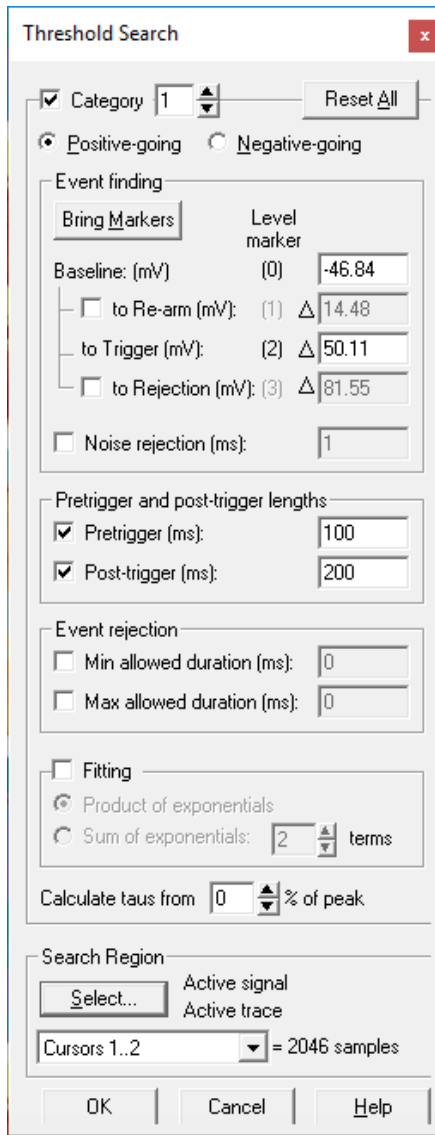 Threshold Search
x
Category 1 Reset All
Positive-going Negative-going
Event finding
Bring Markers Level marker
Baseline: (mV) (0) -46.84
to Re-arm (mV): (1) Δ 14.48
to Trigger (mV): (2) Δ 50.11
to Rejection (mV): (3) Δ 81.55
Noise rejection (ms): 1
Pretrigger and post-trigger lengths
Pretrigger (ms): 100
Post-trigger (ms): 200
Event rejection
Min allowed duration (ms): 0
Max allowed duration (ms): 0
Fitting
Product of exponentials
Sum of exponentials: 2 terms
Calculate taus from 0 % of peak
Search Region
Select... Active signal
Active trace
Cursors 1..2 = 2046 samples
OK Cancel Help